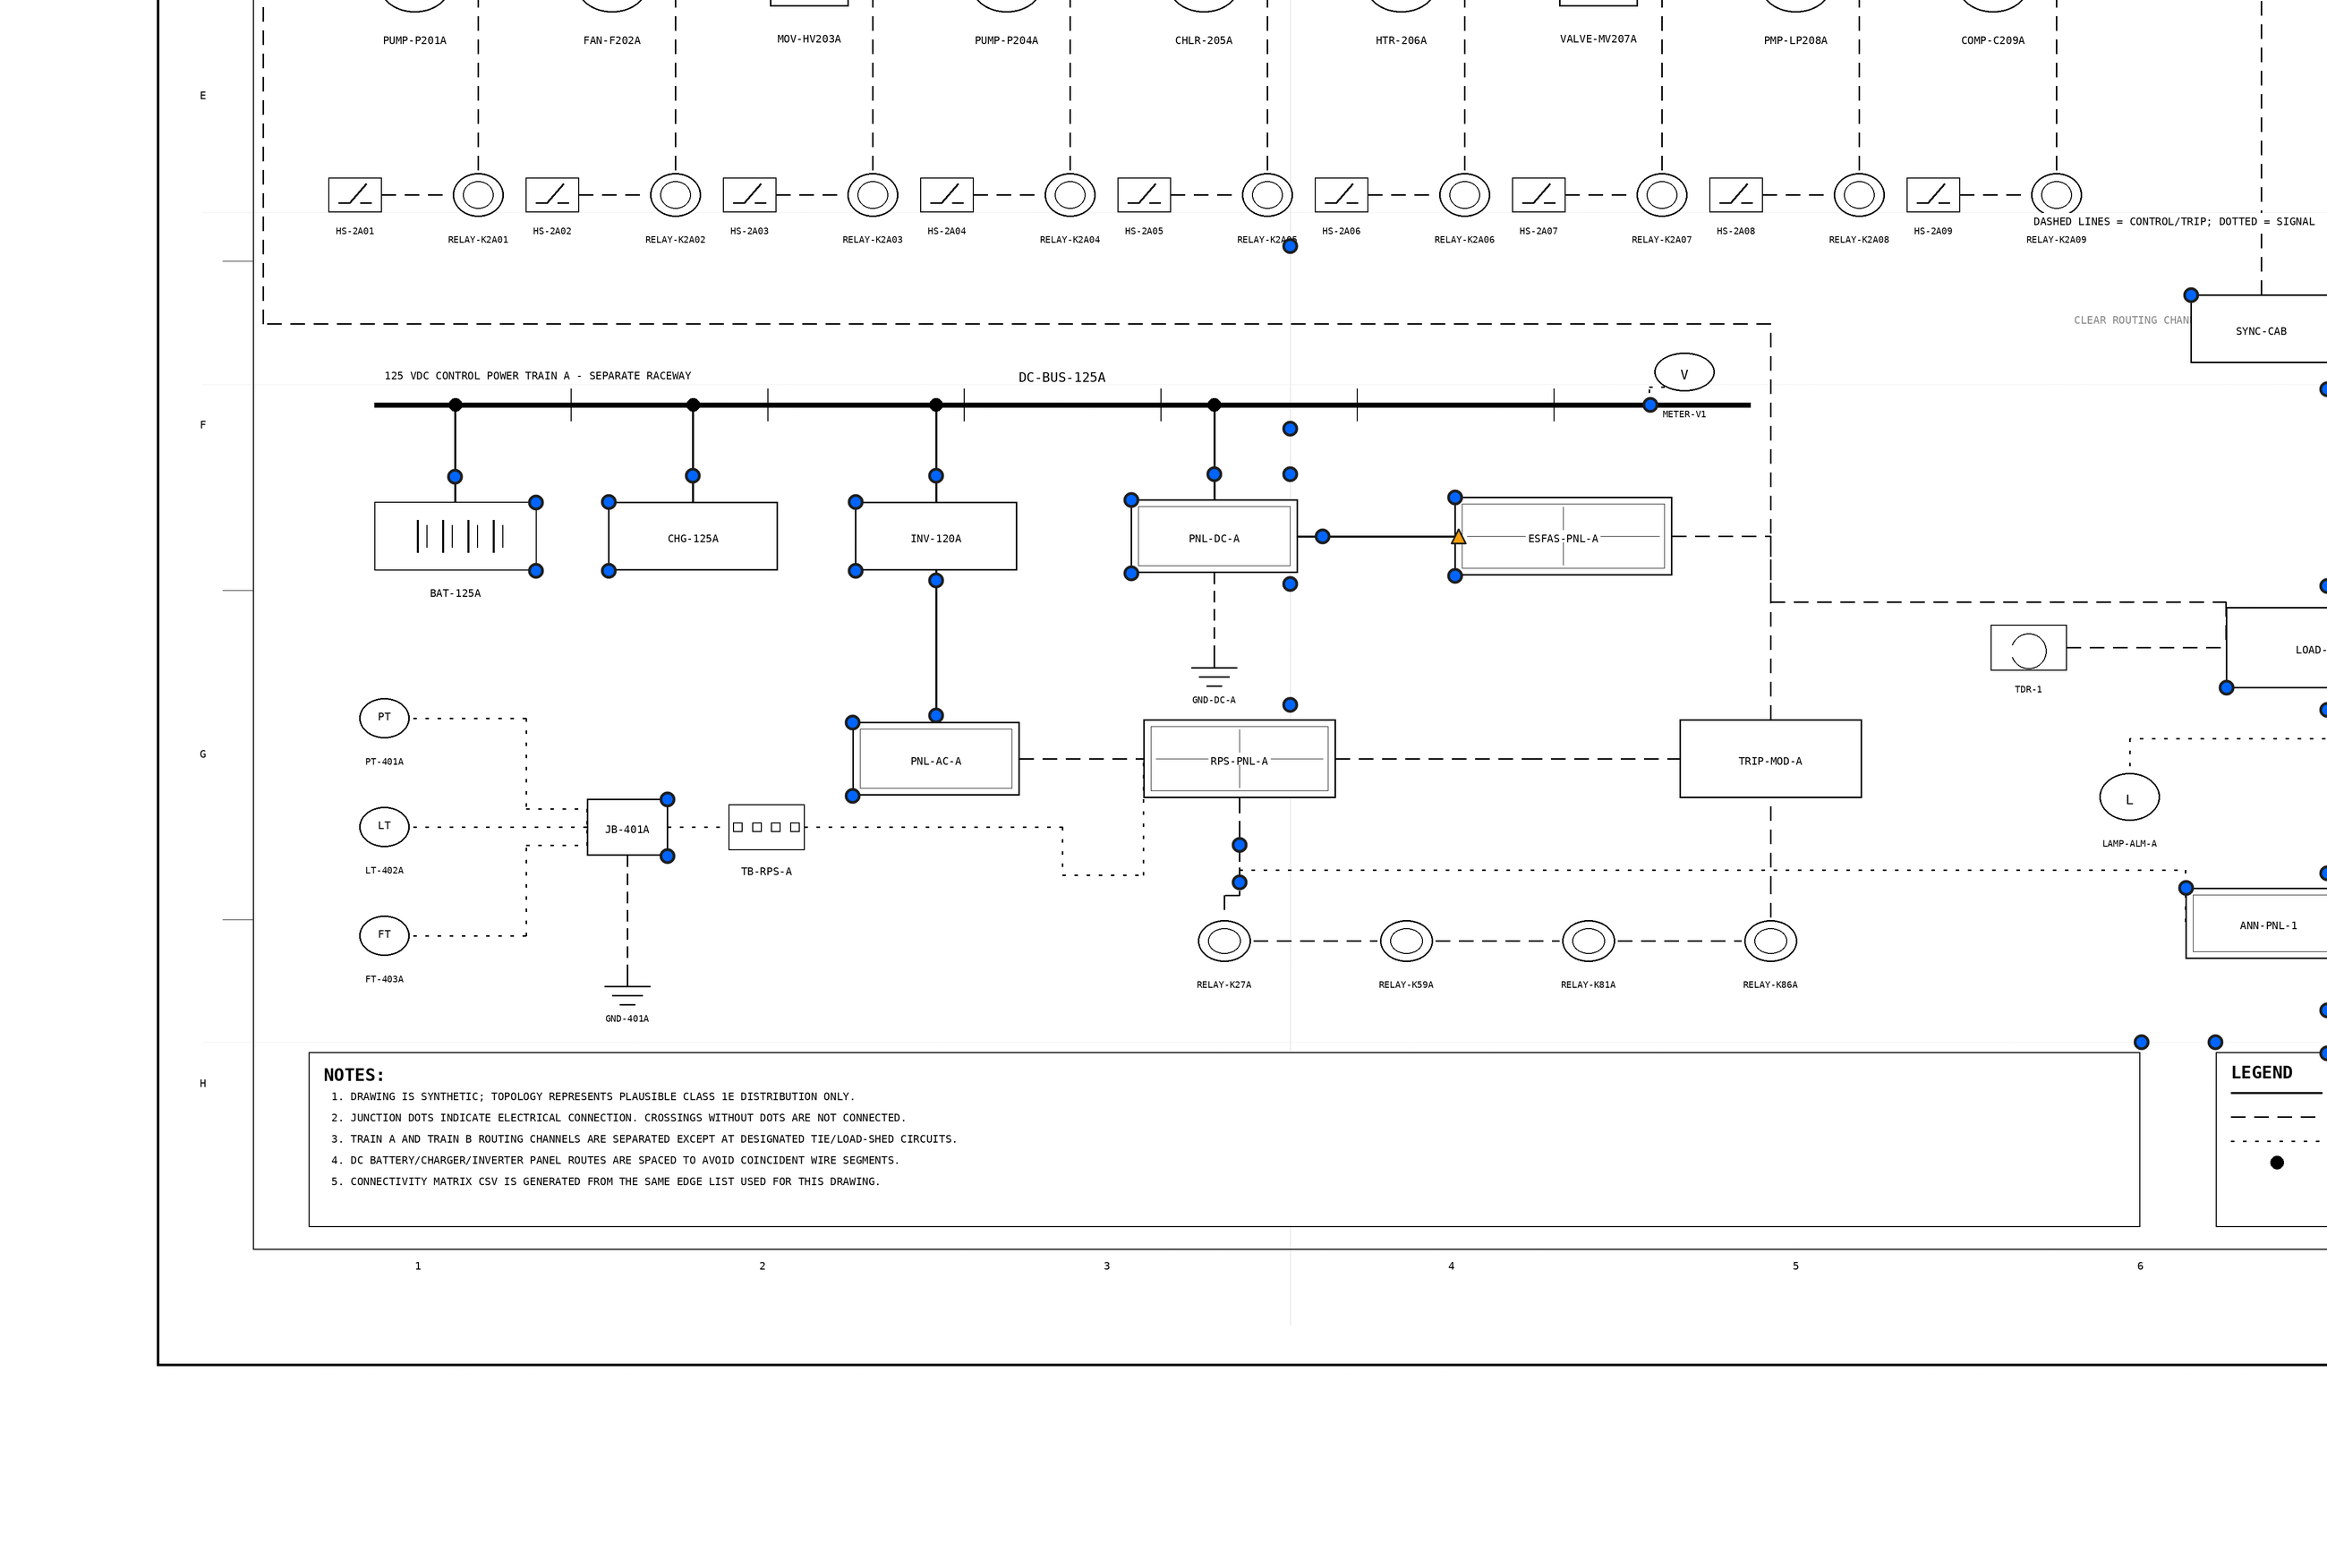 PUMP-P201A FAN-F202A MOV-HV203A PUMP-P204A CHLR-205A HTR-206A VALVE-MV207A PMP-LP208A COMP-C209A
E
HS-2A01 RELAY-K2A01 HS-2A02 RELAY-K2A02 HS-2A03 RELAY-K2A03 HS-2A04 RELAY-K2A04 HS-2A05 RELAY-K2A05 HS-2A06 RELAY-K2A06 HS-2A07 RELAY-K2A07 HS-2A08 RELAY-K2A08 HS-2A09 RELAY-K2A09
DASHED LINES = CONTROL/TRIP; DOTTED = SIGNAL
CLEAR ROUTING CHAN
SYNC-CAB
125 VDC CONTROL POWER TRAIN A - SEPARATE RACEWAY
DC-BUS-125A
V
METER-V1
F
CHG-125A
INV-120A
PNL-DC-A
ESFAS-PNL-A
BAT-125A
LOAD-
TDR-1
GND-DC-A
PT
PT-401A
G
PNL-AC-A
RPS-PNL-A
TRIP-MOD-A
L
LAMP-ALM-A
LT
LT-402A
JB-401A
TB-RPS-A
ANN-PNL-1
FT
FT-403A
RELAY-K27A
RELAY-K59A
RELAY-K81A
RELAY-K86A
GND-401A
H
NOTES:
1. DRAWING IS SYNTHETIC; TOPOLOGY REPRESENTS PLAUSIBLE CLASS 1E DISTRIBUTION ONLY.
2. JUNCTION DOTS INDICATE ELECTRICAL CONNECTION. CROSSINGS WITHOUT DOTS ARE NOT CONNECTED.
3. TRAIN A AND TRAIN B ROUTING CHANNELS ARE SEPARATED EXCEPT AT DESIGNATED TIE/LOAD-SHED CIRCUITS.
4. DC BATTERY/CHARGER/INVERTER PANEL ROUTES ARE SPACED TO AVOID COINCIDENT WIRE SEGMENTS.
5. CONNECTIVITY MATRIX CSV IS GENERATED FROM THE SAME EDGE LIST USED FOR THIS DRAWING.
LEGEND
1 2 3 4 5 6